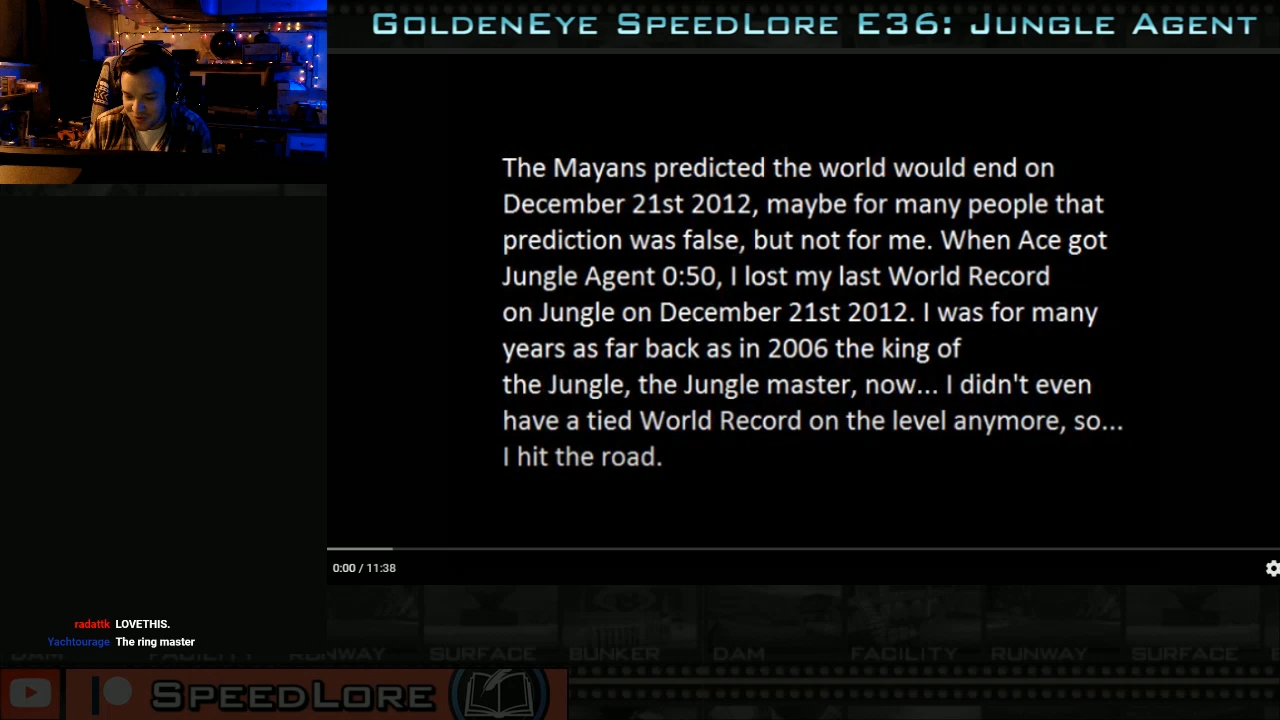 GOLDENEYE SPEEDLORE E36: JUNGLE AGENT
The Mayans predicted the world would end on
December 21st 2012, maybe for many people that
prediction was false, but not for me. When Ace got
Jungle Agent 0:50, I lost my last World Record
on Jungle on December 21st 2012. I was for many
years as far back as in 2006 the king of
the Jungle, the Jungle master, now... I didn't even
have a tied World Record on the level anymore, so...
I hit the road.
0:00 / 11:38
radattk LOVETHIS.
Yachtourage The ring master
DAM FACILITY RUNWAY SURFACE BUNKER DAM FACILITY RUNWAY SURFACE
SPEEDLORE